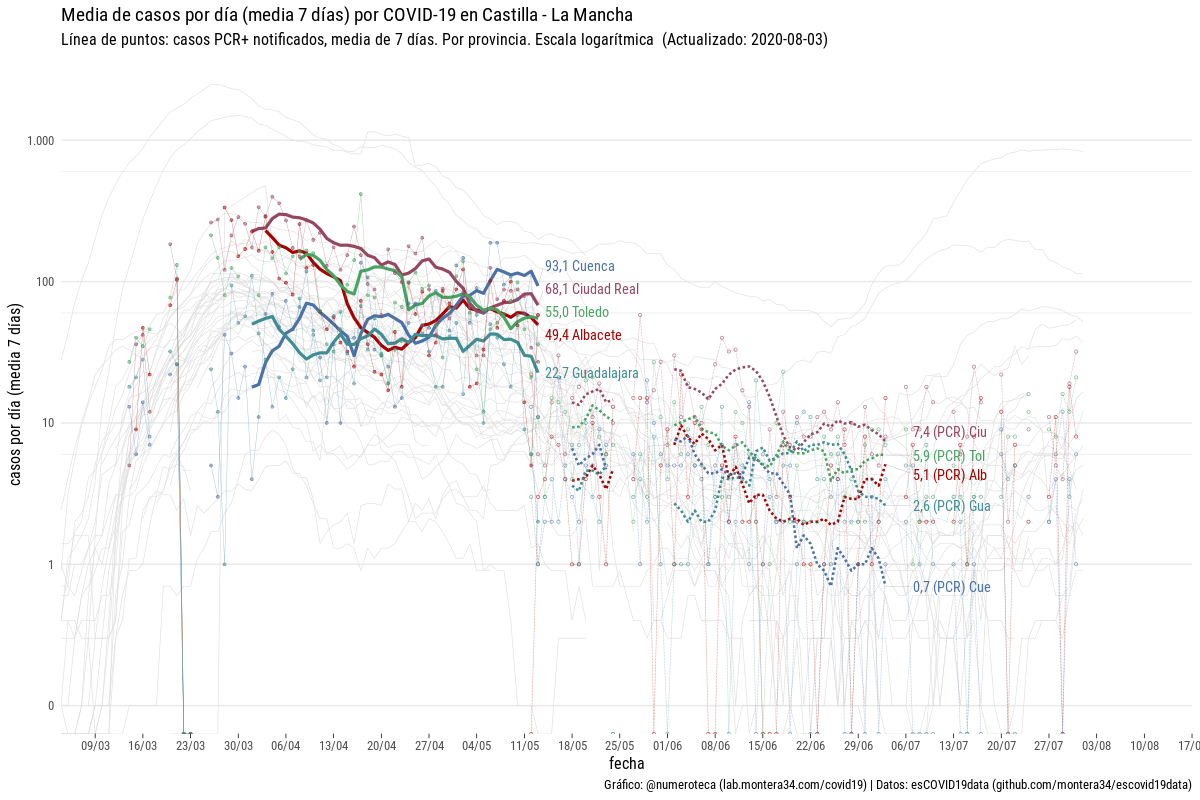 Media de casos por día (media 7 días) por COVID-19 en Castilla - La Mancha
Línea de puntos: casos PCR+ notificados, media de 7 días. Por provincia. Escala logarítmica (Actualizado: 2020-08-03)
casos por día (media 7 días)
1.000
100
10
1
0
93,1 Cuenca
68,1 Ciudad Real
55,0 Toledo
49,4 Albacete
22,7 Guadalajara
7,4 (PCR) Ciu
5,9 (PCR) Tol
5,1 (PCR) Alb
2,6 (PCR) Gua
0,7 (PCR) Cue
09/03 16/03 23/03 30/03 06/04 13/04 20/04 27/04 04/05 11/05 18/05 25/05 01/06 08/06 15/06 22/06 29/06 06/07 13/07 20/07 27/07 03/08 10/08 17/0
fecha
Gráfico: @numeroteca (lab.montera34.com/covid19) | Datos: esCOVID19data (github.com/montera34/escovid19data)